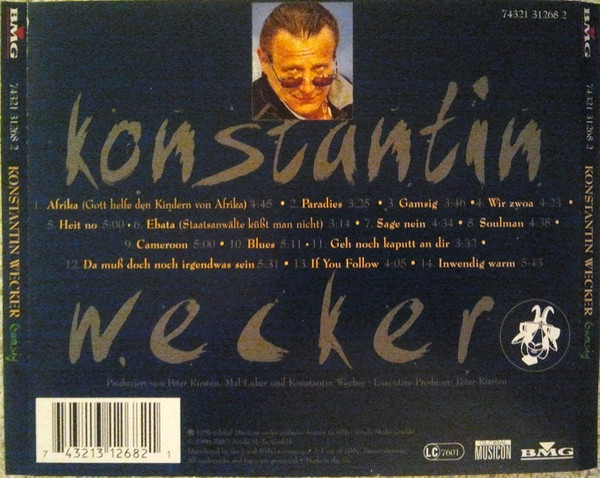 74321 31268 2
BMG
74321 31268 2
KONSTANTIN WECKER
Gamsig
BMG
74321 31268 2
KONSTANTIN WECKER
Gamsig
konstantin
1. Afrika (Gott helfe den Kindern von Afrika) 4:45 • 2. Paradies 3:25 • 3. Gamsig 3:46 • 4. Wir zwoa 4:23 •
5. Heit no 5:00 • 6. Ebata (Staatsanwälte küßt man nicht) 3:14 • 7. Sage nein 4:34 • 8. Soulman 4:38 •
9. Cameroon 5:00 • 10. Blues 5:11 • 11. Geh noch kaputt an dir 3:32 •
12. Da muß doch noch irgendwas sein 5:31 • 13. If You Follow 4:05 • 14. Inwendig warm 5:43
wecker
Produziert von Peter Kirsten, und Konstantin Wecker · Executive Producer: Peter Kirsten
7 43213 12682 1
LC 7601
GLOBAL
MUSICON
BMG